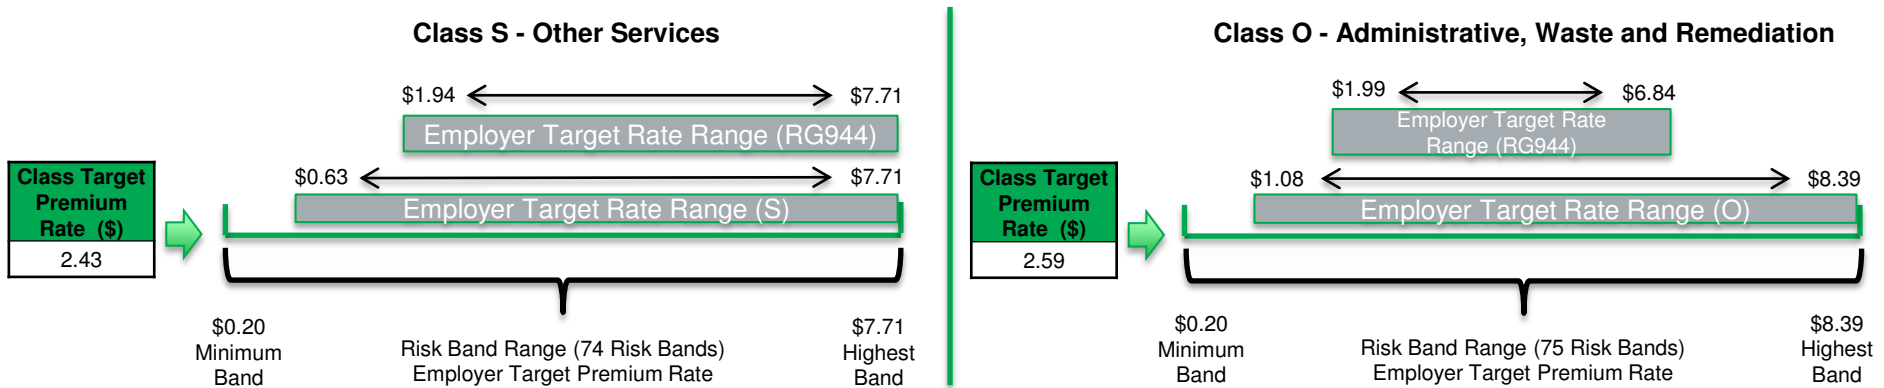 Class S - Other Services
$1.94
$7.71
Employer Target Rate Range (RG944)
$0.63
$7.71
Employer Target Rate Range (S)
Class Target
Premium
Rate  ($)
2.43
$0.20
Minimum
Band
Risk Band Range (74 Risk Bands)
Employer Target Premium Rate
$7.71
Highest
Band
Class O - Administrative, Waste and Remediation
$1.99
$6.84
Employer Target Rate
Range (RG944)
$1.08
$8.39
Employer Target Rate Range (O)
Class Target
Premium
Rate  ($)
2.59
$0.20
Minimum
Band
Risk Band Range (75 Risk Bands)
Employer Target Premium Rate
$8.39
Highest
Band